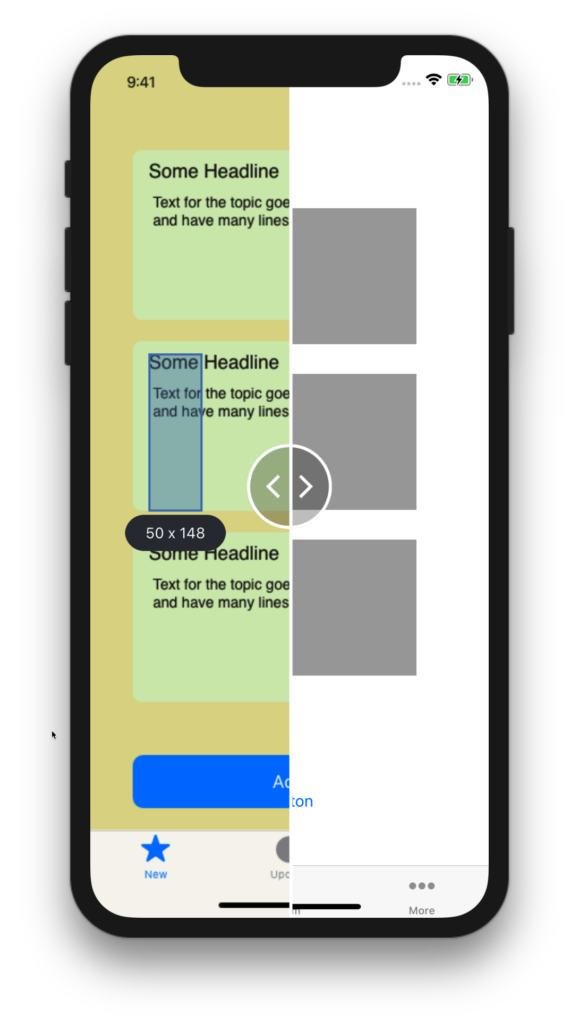 9:41
Some Headline
Text for the topic goe
and have many lines
Some Headline
Text for the topic goe
and have many lines
50 x 148
Some Headline
Text for the topic goe
and have many lines
Ac
ton
New
Upd
m
More